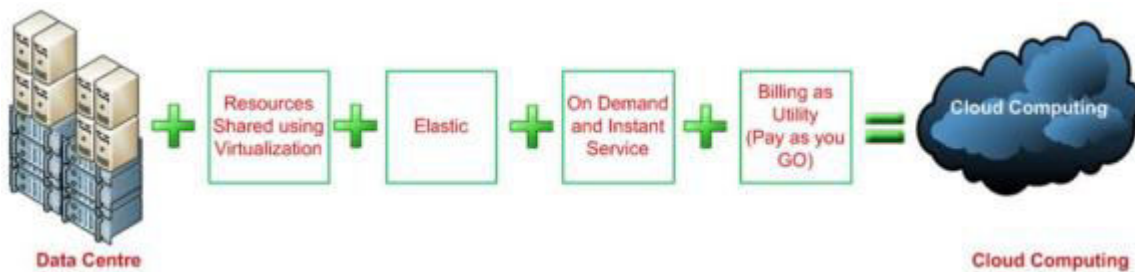 Resources
Shared using
Virtualization
Elastic
On Demand
and Instant
Service
Billing as
Utility
(Pay as you
GO)
Cloud Computing
Data Centre
Cloud Computing